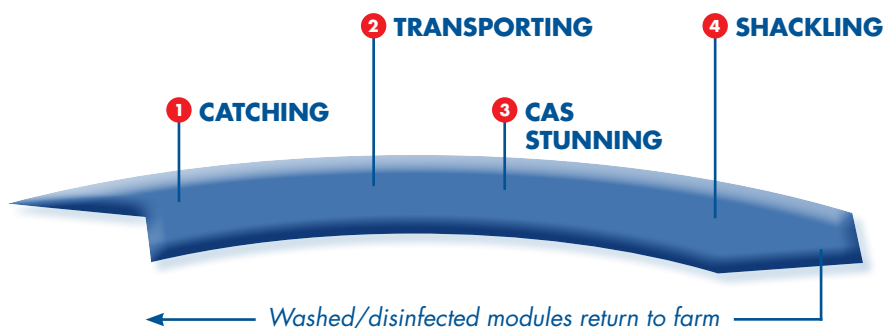 1 CATCHING
2 TRANSPORTING
3 CAS
STUNNING
4 SHACKLING
Washed/disinfected modules return to farm